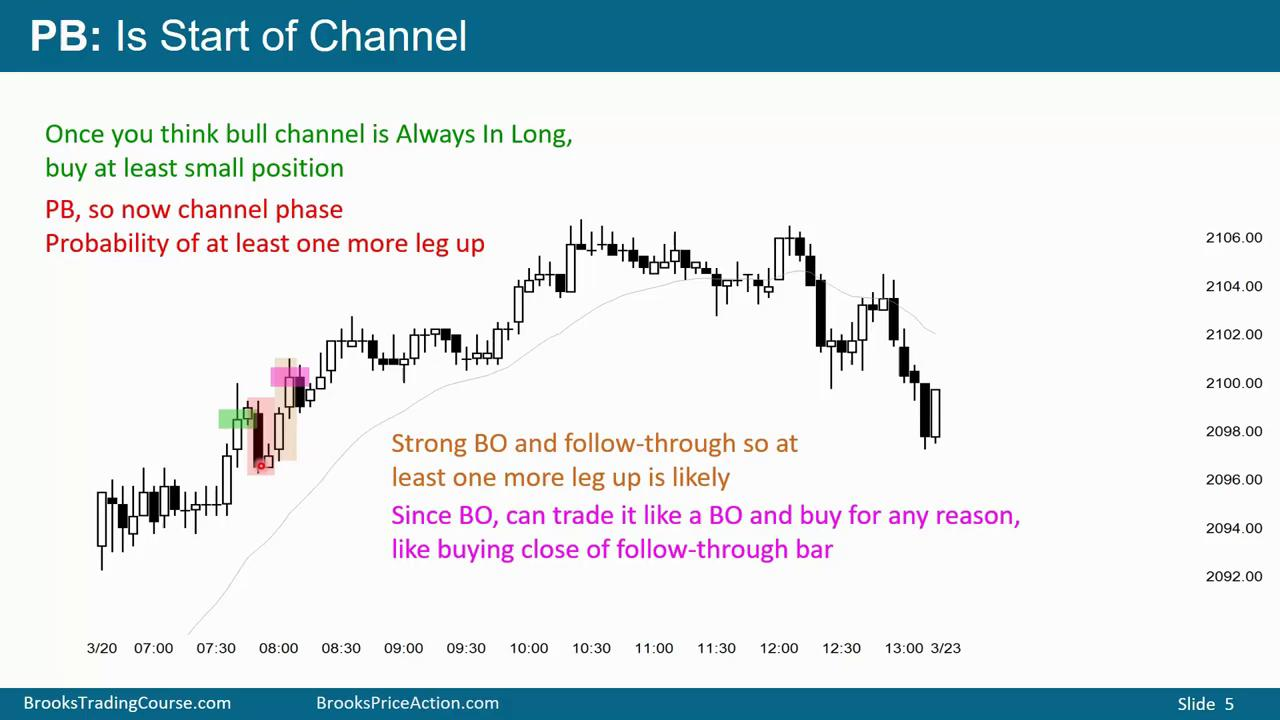 PB: Is Start of Channel
Once you think bull channel is Always In Long,
buy at least small position
PB, so now channel phase
Probability of at least one more leg up
2106.00
2104.00
2102.00
2100.00
2098.00
2096.00
2094.00
2092.00
Strong BO and follow-through so at
least one more leg up is likely
Since BO, can trade it like a BO and buy for any reason,
like buying close of follow-through bar
3/20 07:00 07:30 08:00 08:30 09:00 09:30 10:00 10:30 11:00 11:30 12:00 12:30 13:00 3/23
BrooksTradingCourse.com BrooksPriceAction.com Slide 5